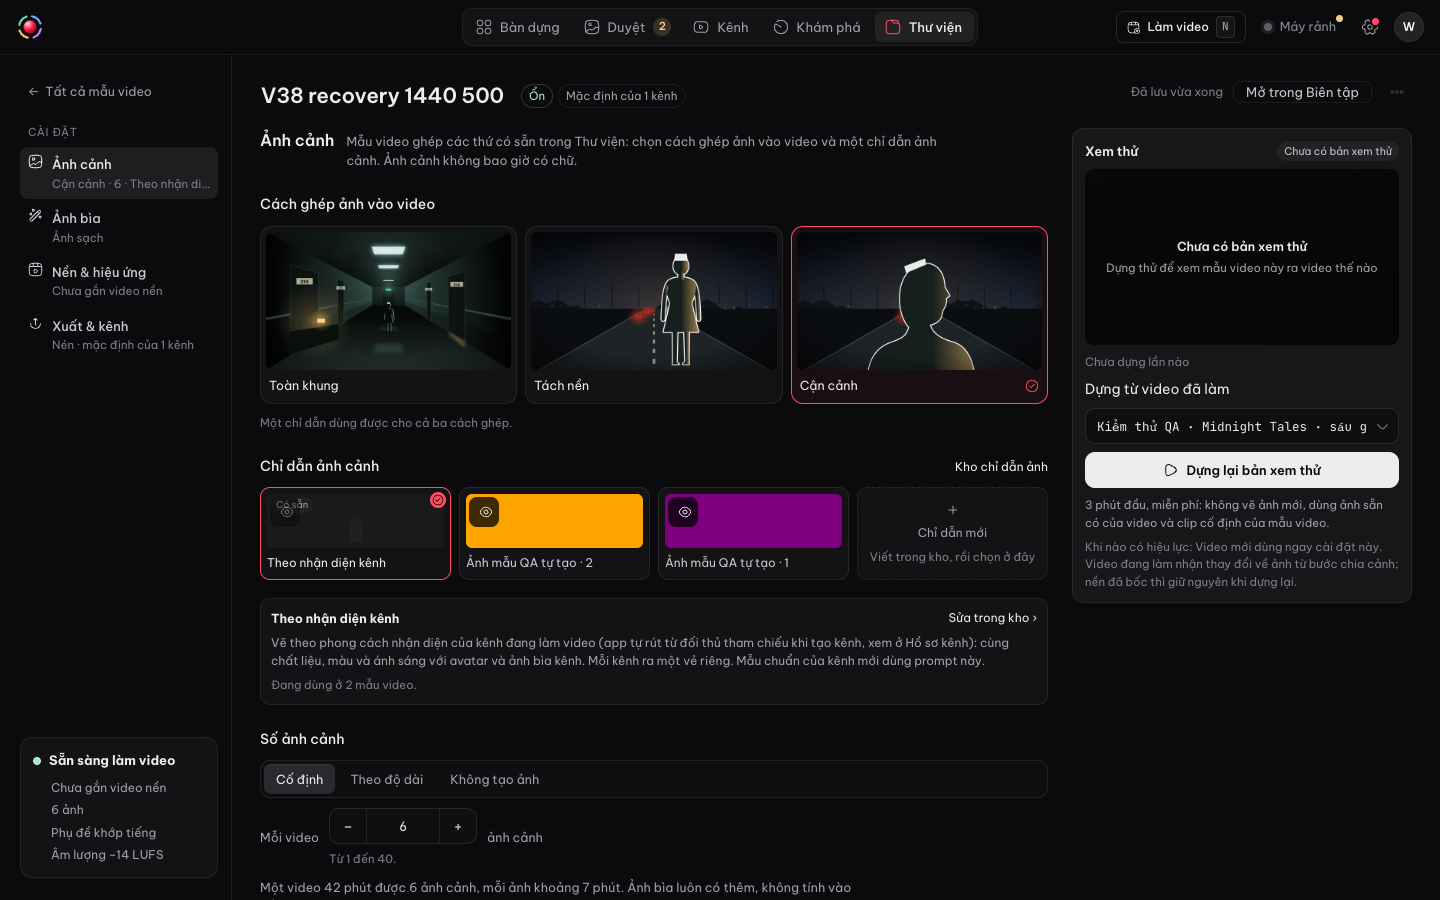 Bàn dựng
Duyệt 2
Kênh
Khám phá
Thư viện
Làm video N
Máy rảnh
W
← Tất cả mẫu video
CÀI ĐẶT
Ảnh cảnh
Cận cảnh · 6 · Theo nhận di...
Ảnh bìa
Ảnh sạch
Nền & hiệu ứng
Chưa gắn video nền
Xuất & kênh
Nén · mặc định của 1 kênh
Sẵn sàng làm video
Chưa gắn video nền
6 ảnh
Phụ đề khớp tiếng
Âm lượng -14 LUFS
V38 recovery 1440 500
Ổn
Mặc định của 1 kênh
Đã lưu vừa xong
Mở trong Biên tập
Ảnh cảnh
Mẫu video ghép các thứ có sẵn trong Thư viện: chọn cách ghép ảnh vào video và một chỉ dẫn ảnh
cảnh. Ảnh cảnh không bao giờ có chữ.
Cách ghép ảnh vào video
Toàn khung
Tách nền
Cận cảnh
Một chỉ dẫn dùng được cho cả ba cách ghép.
Chỉ dẫn ảnh cảnh
Kho chỉ dẫn ảnh
Có sẵn
Theo nhận diện kênh
Ảnh mẫu QA tự tạo · 2
Ảnh mẫu QA tự tạo · 1
+
Chỉ dẫn mới
Viết trong kho, rồi chọn ở đây
Theo nhận diện kênh
Sửa trong kho ›
Vẽ theo phong cách nhận diện của kênh đang làm video (app tự rút từ đối thủ tham chiếu khi tạo kênh, xem ở Hồ sơ kênh): cùng
chất liệu, màu và ánh sáng với avatar và ảnh bìa kênh. Mỗi kênh ra một vẻ riêng. Mẫu chuẩn của kênh mới dùng prompt này.
Đang dùng ở 2 mẫu video.
Số ảnh cảnh
Cố định
Theo độ dài
Không tạo ảnh
Mỗi video − 6 + ảnh cảnh
Từ 1 đến 40.
Một video 42 phút được 6 ảnh cảnh, mỗi ảnh khoảng 7 phút. Ảnh bìa luôn có thêm, không tính vào
Xem thử
Chưa có bản xem thử
Chưa có bản xem thử
Dựng thử để xem mẫu video này ra video thế nào
Chưa dựng lần nào
Dựng từ video đã làm
Kiểm thử QA · Midnight Tales · sáu g
Dựng lại bản xem thử
3 phút đầu, miễn phí: không vẽ ảnh mới, dùng ảnh sẵn
có của video và clip cố định của mẫu video.
Khi nào có hiệu lực: Video mới dùng ngay cài đặt này.
Video đang làm nhận thay đổi về ảnh từ bước chia cảnh;
nền đã bốc thì giữ nguyên khi dựng lại.